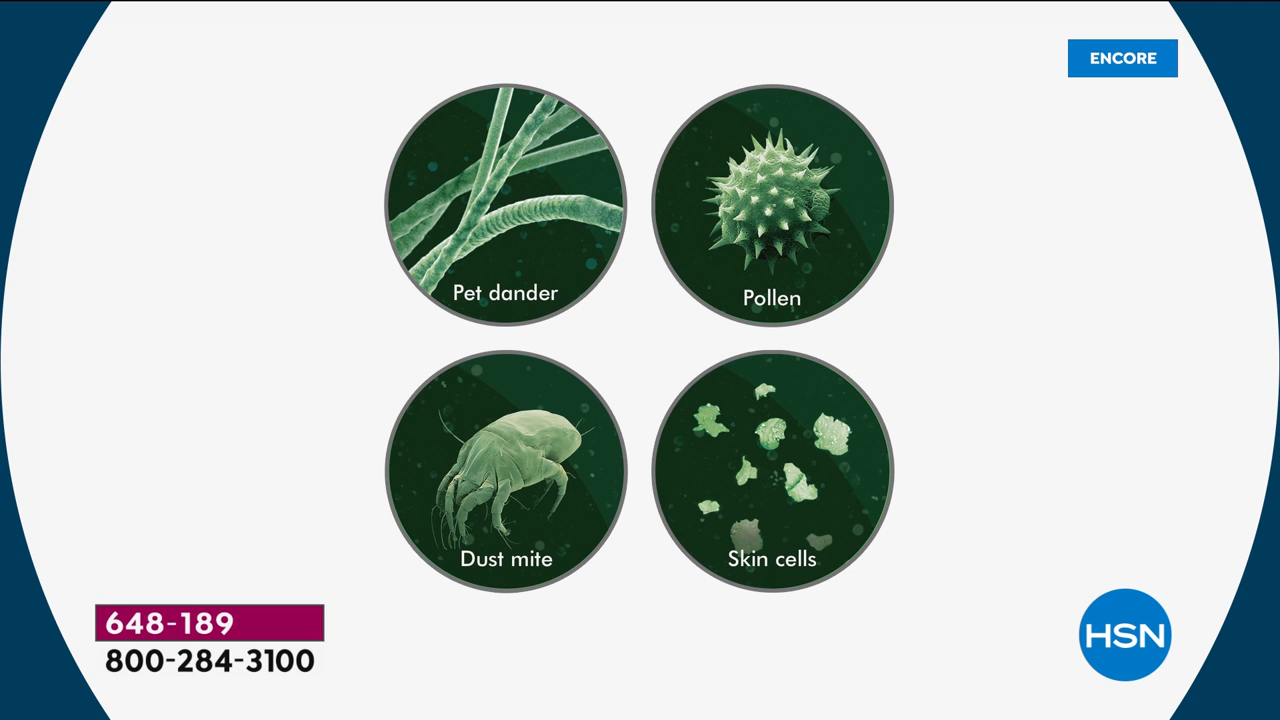 ENCORE
Pet dander
Pollen
Dust mite
Skin cells
648-189
800-284-3100
HSN